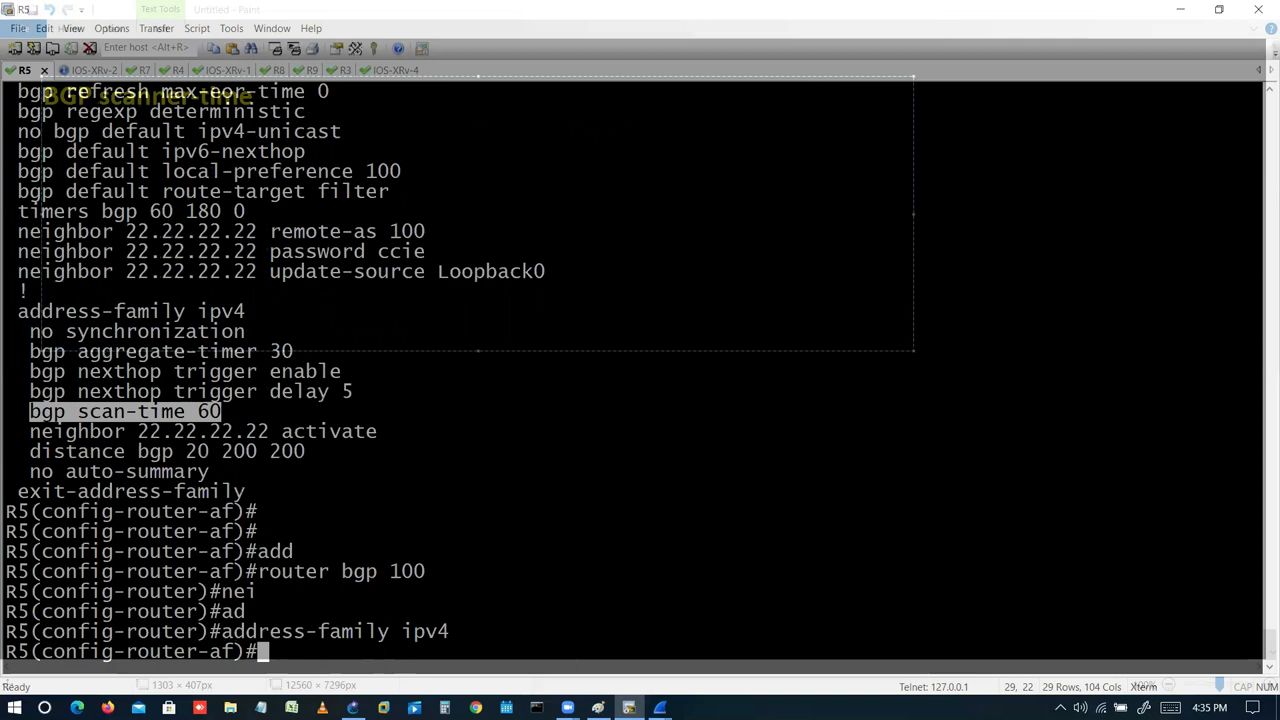 R5
Text Tools
Untitled - Paint
File Edit View Options Transfer Script Tools Window Help
Enter host <Alt+R>
R5 IOS-XRv-2 R7 R4 IOS-XRv-1 R8 R9 R3 IOS-XRv-4
BGP scanner-time
bgp refresh max-eor-time 0
bgp regexp deterministic
no bgp default ipv4-unicast
bgp default ipv6-nexthop
bgp default local-preference 100
bgp default route-target filter
timers bgp 60 180 0
neighbor 22.22.22.22 remote-as 100
neighbor 22.22.22.22 password ccie
neighbor 22.22.22.22 update-source Loopback0
!
address-family ipv4
no synchronization
bgp aggregate-timer 30
bgp nexthop trigger enable
bgp nexthop trigger delay 5
bgp scan-time 60
neighbor 22.22.22.22 activate
distance bgp 20 200 200
no auto-summary
exit-address-family
R5(config-router-af)#
R5(config-router-af)#
R5(config-router-af)#add
R5(config-router-af)#router bgp 100
R5(config-router)#nei
R5(config-router)#ad
R5(config-router)#address-family ipv4
R5(config-router-af)#
Ready 1303 × 407px 12560 × 7296px Telnet: 127.0.0.1 29, 22 29 Rows, 104 Cols Xterm 100% CAP NUM
4:35 PM